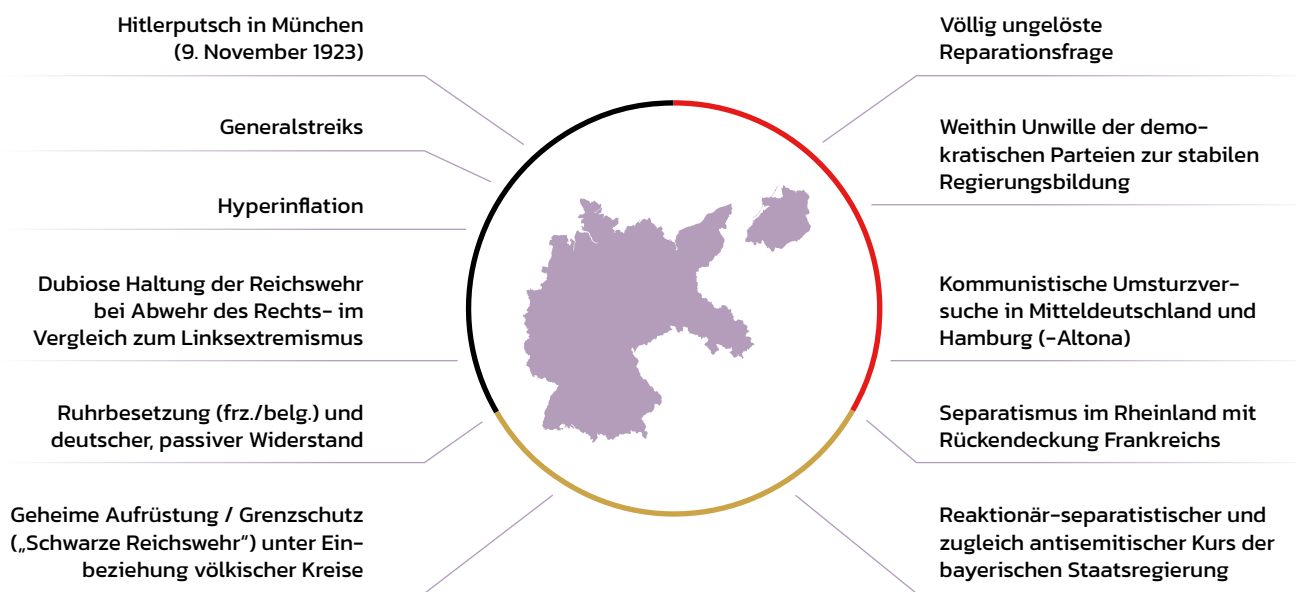 Hitlerputsch in München
(9. November 1923)
Generalstreiks
Hyperinflation
Dubiose Haltung der Reichswehr
bei Abwehr des Rechts- im
Vergleich zum Linksextremismus
Ruhrbesetzung (frz./belg.) und
deutscher, passiver Widerstand
Geheime Aufrüstung / Grenzschutz
(„Schwarze Reichswehr“) unter Ein-
beziehung völkischer Kreise
Völlig ungelöste
Reparationsfrage
Weithin Unwille der demo-
kratischen Parteien zur stabilen
Regierungsbildung
Kommunistische Umsturzver-
suche in Mitteldeutschland und
Hamburg (-Altona)
Separatismus im Rheinland mit
Rückendeckung Frankreichs
Reaktionär-separatistischer und
zugleich antisemitischer Kurs der
bayerischen Staatsregierung